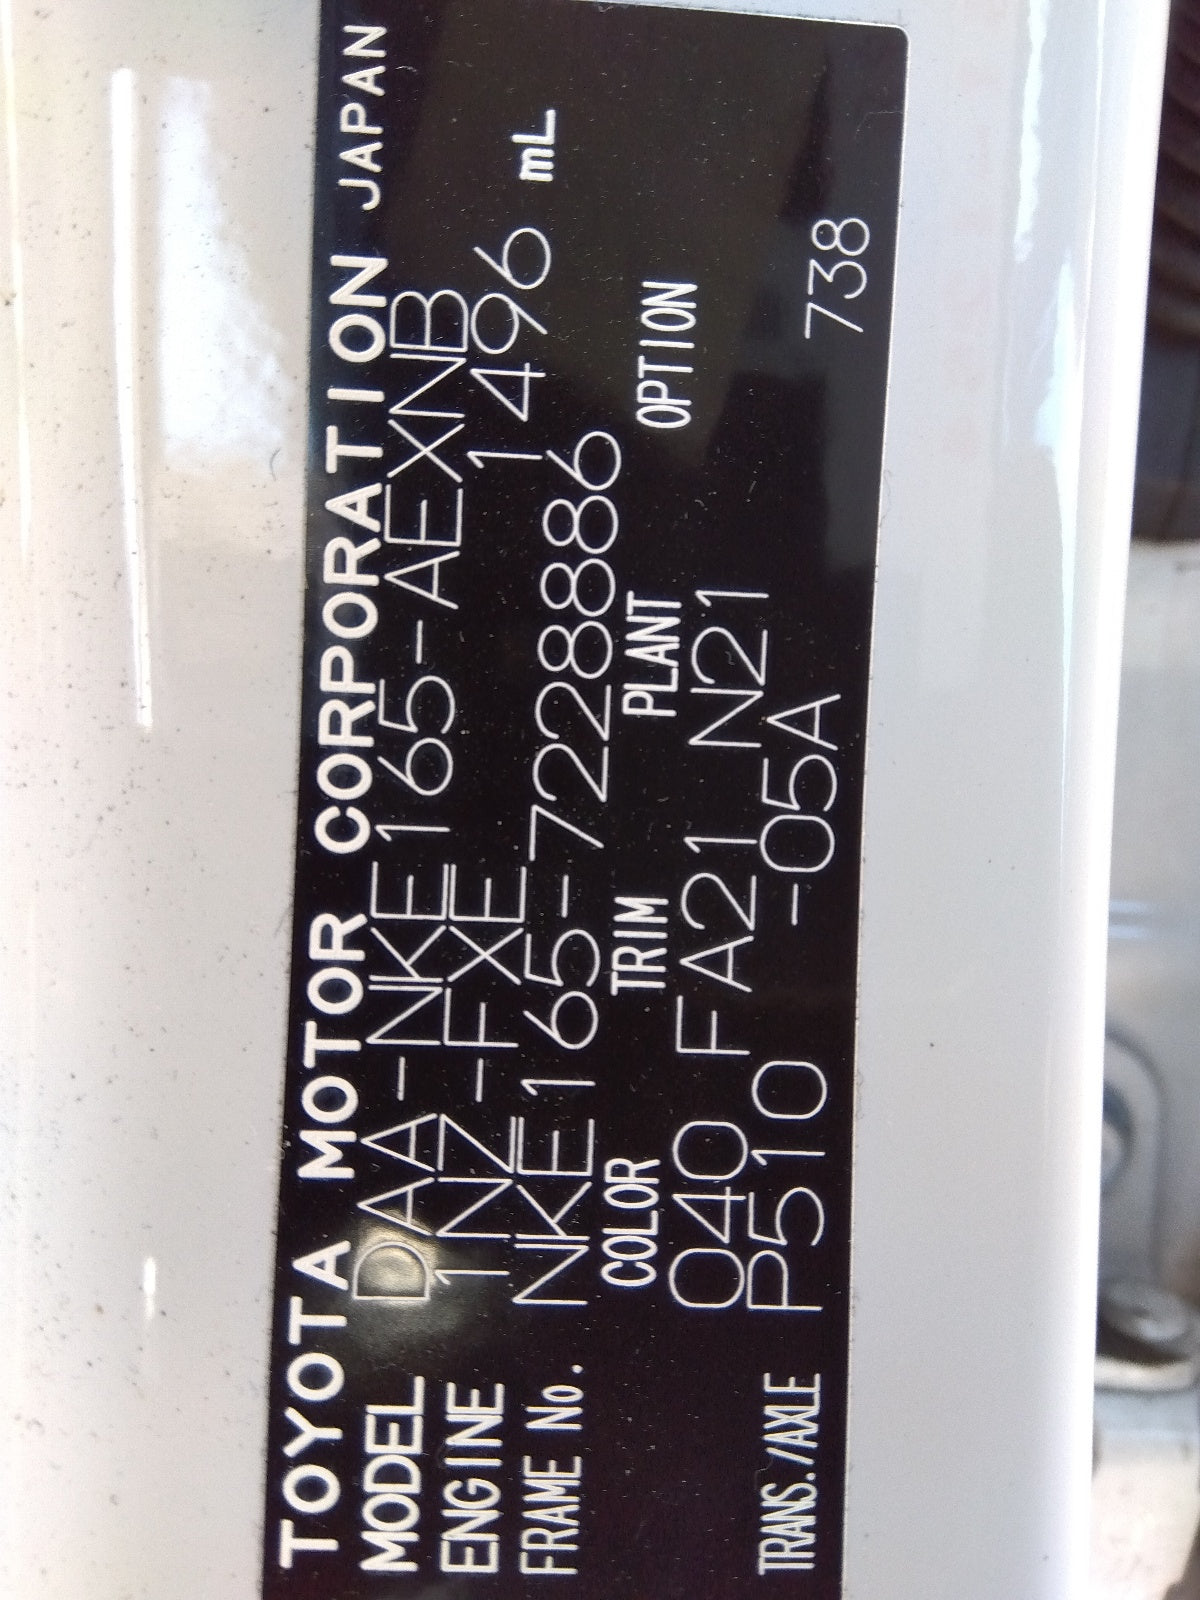 TOYOTA MOTOR CORPORATION JAPAN
MODEL DAA-NKE165-AEXNB
ENGINE 1NZ-FXE 1496 mL
FRAME No. NKE165-7228886
COLOR TRIM PLANT OPTION
040 FA21 N21
TRANS./AXLE P510 -05A 738